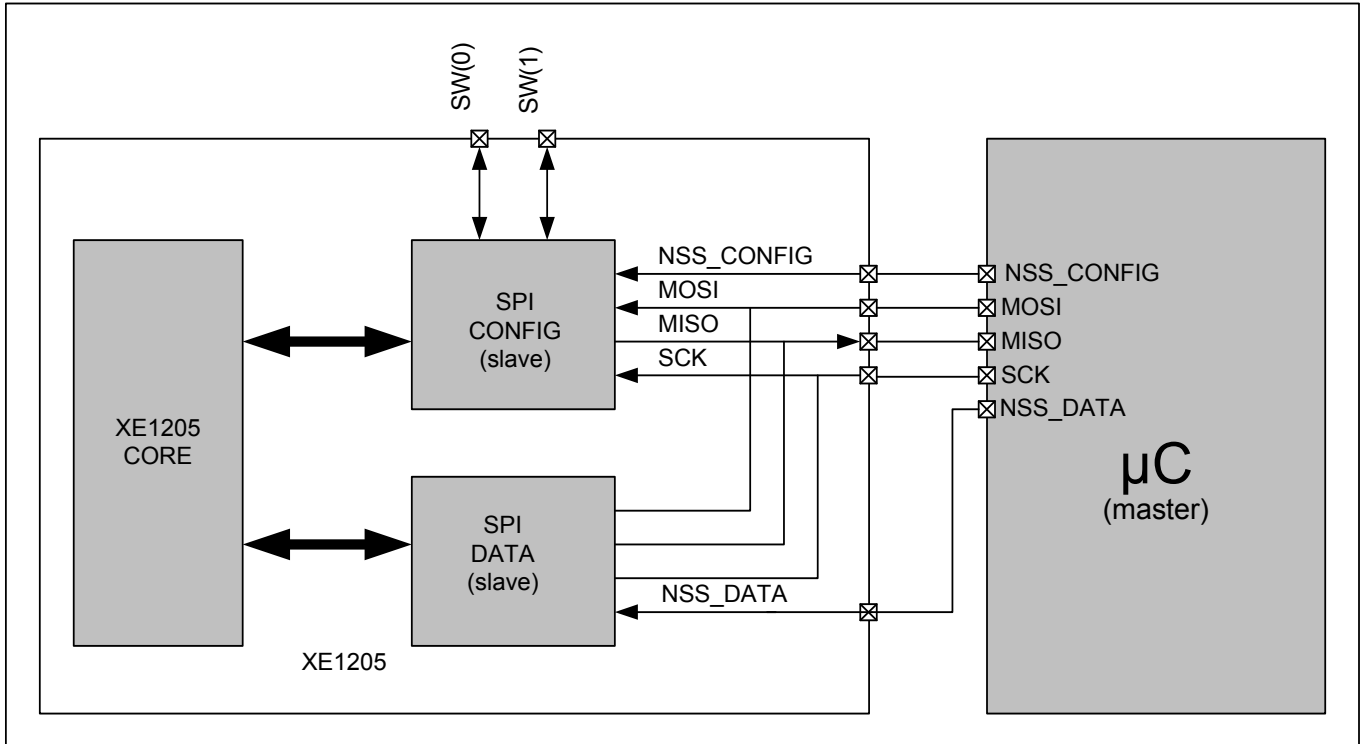 SW(0)
SW(1)
NSS_CONFIG
MOSI
MISO
SCK
SPI
CONFIG
(slave)
NSS_CONFIG
MOSI
MISO
SCK
NSS_DATA
XE1205
CORE
SPI
DATA
(slave)
NSS_DATA
µC
(master)
XE1205